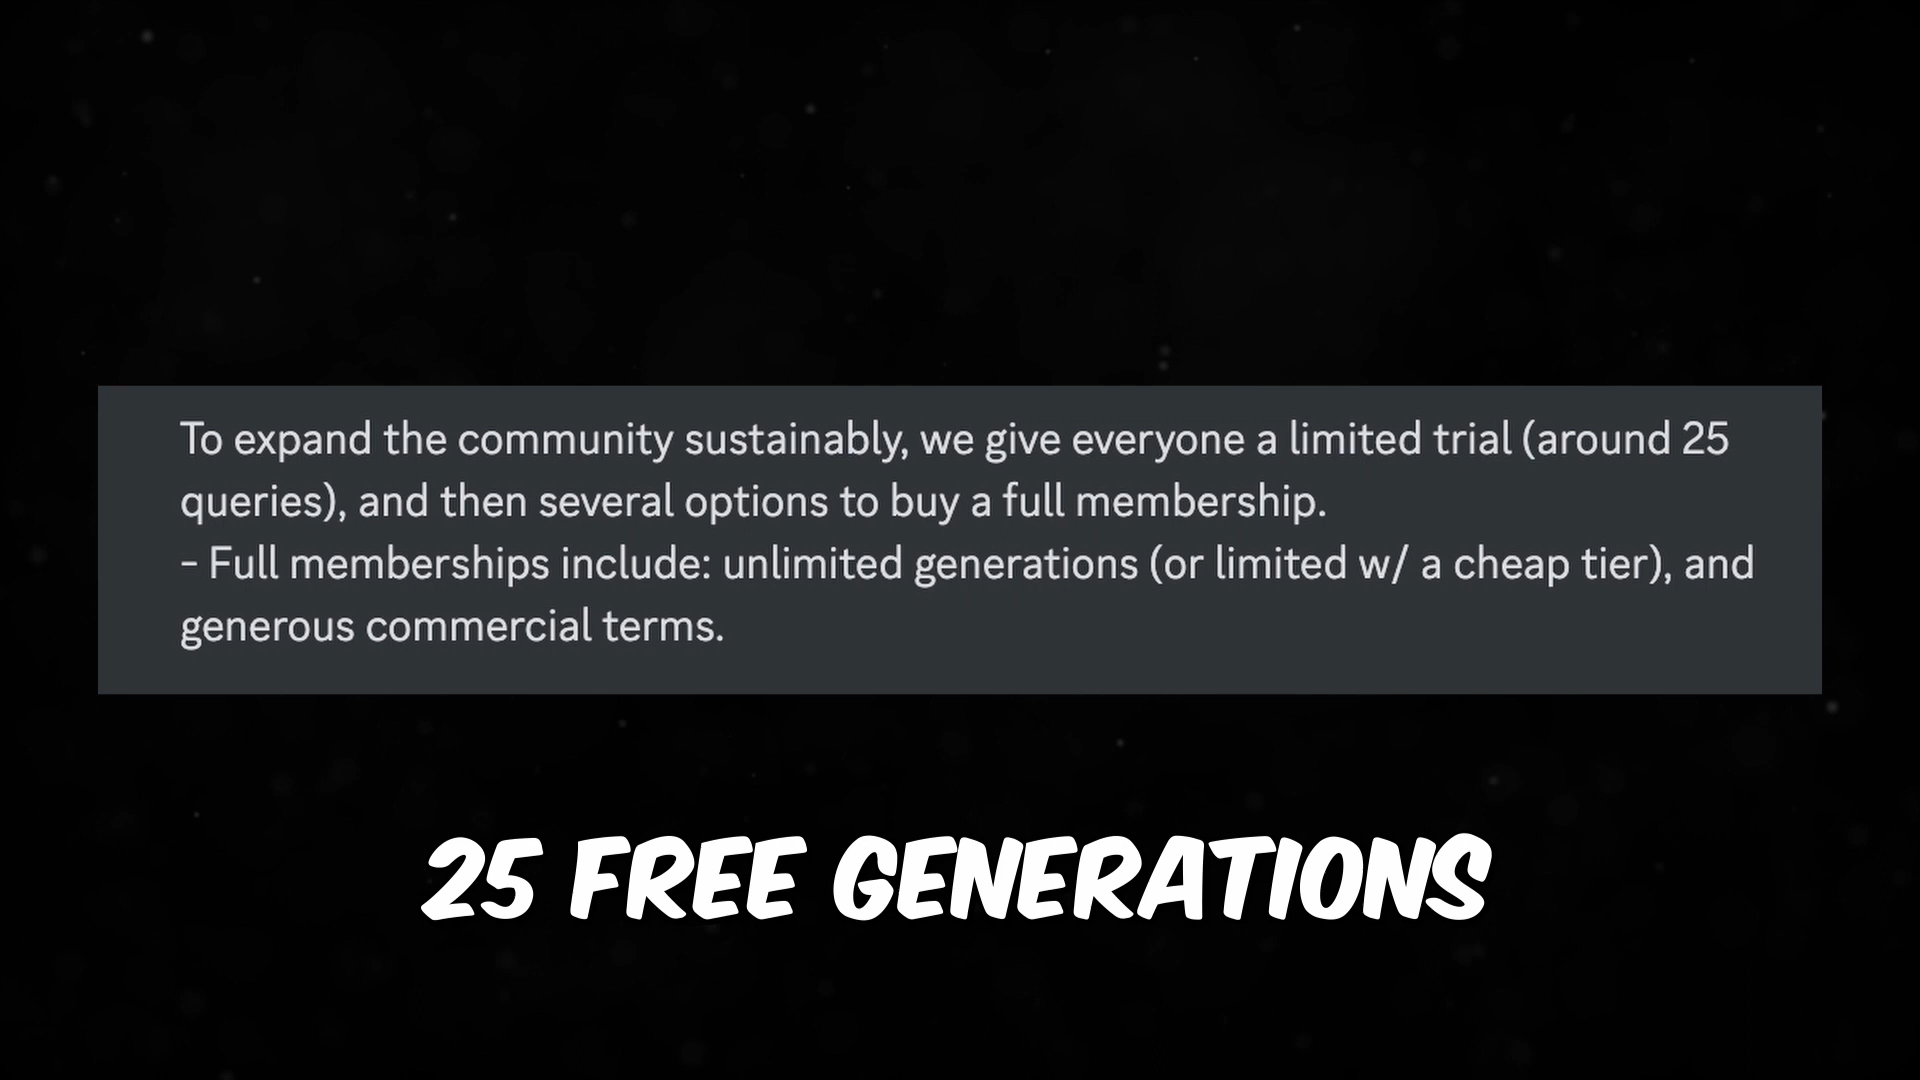 To expand the community sustainably, we give everyone a limited trial (around 25
queries), and then several options to buy a full membership.
- Full memberships include: unlimited generations (or limited w/ a cheap tier), and
generous commercial terms.
25 FREE GENERATIONS